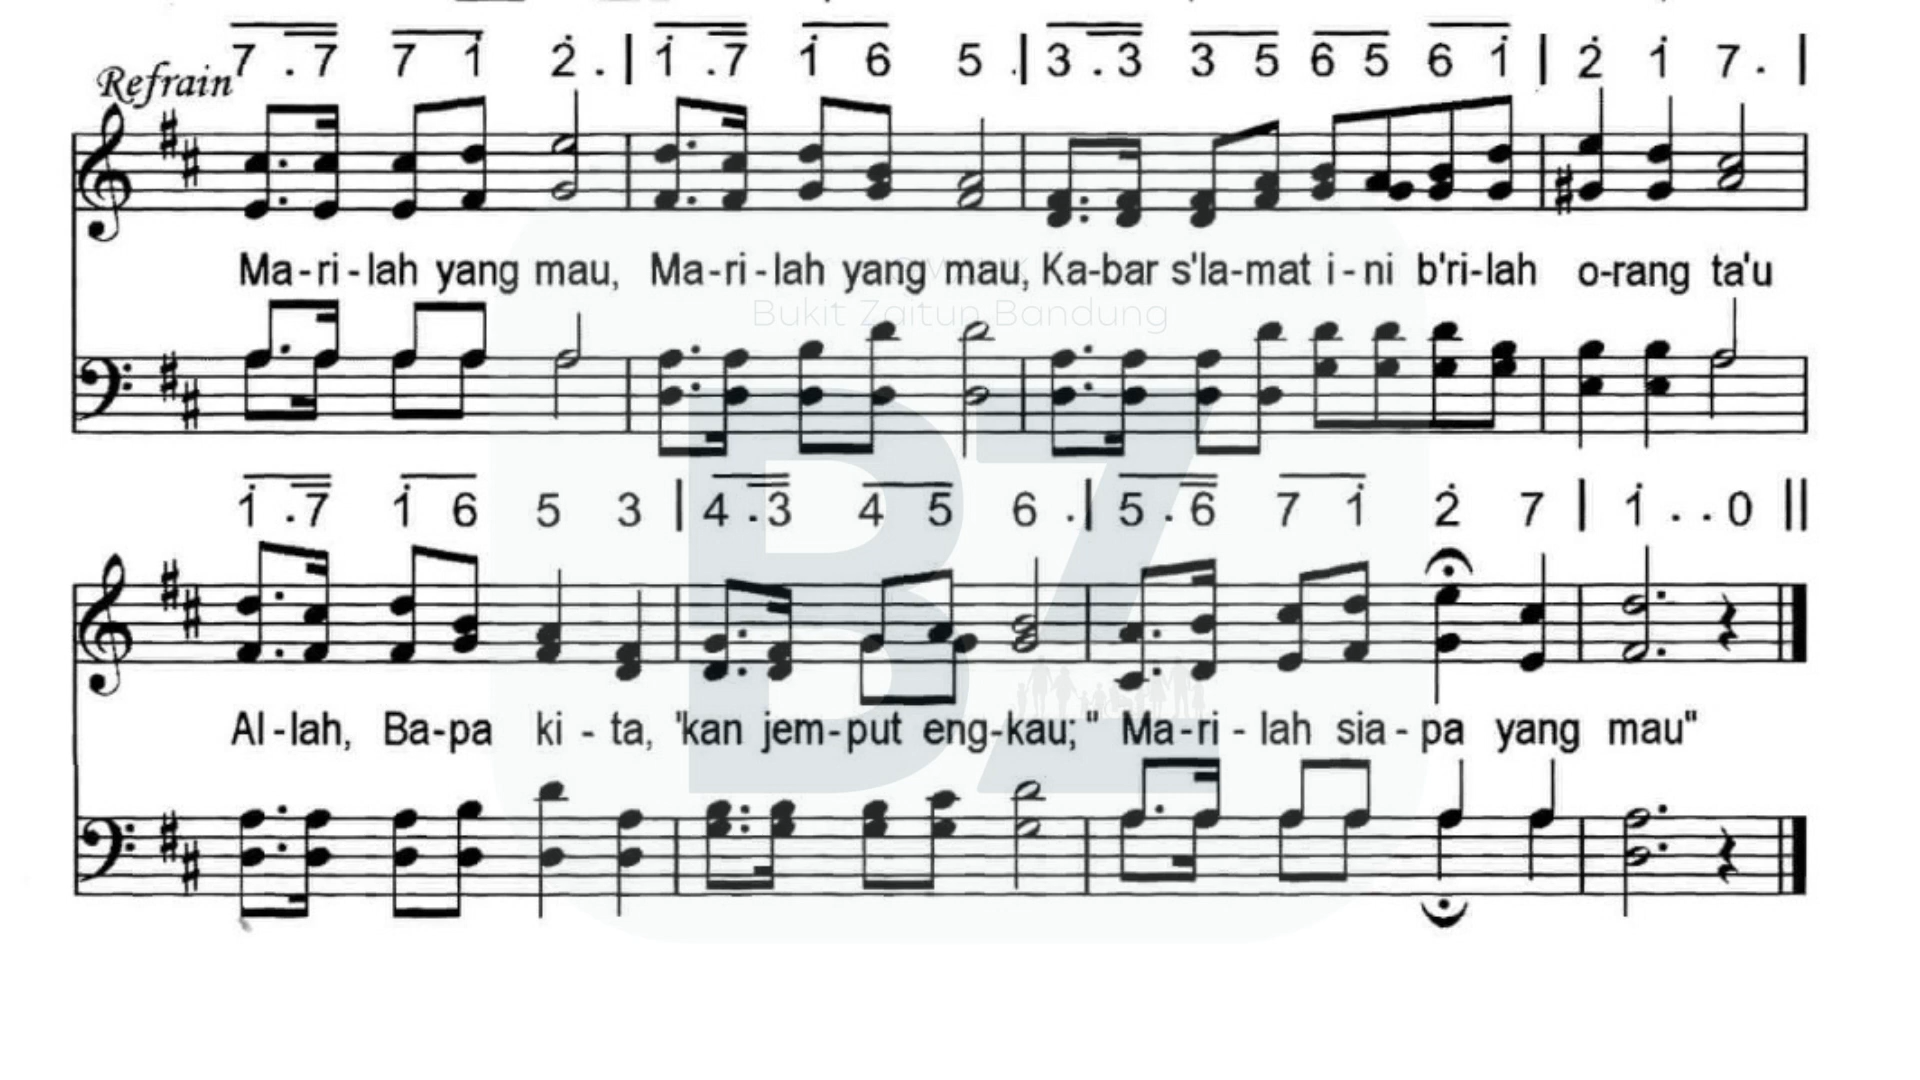 7 . 7 7 1̇ 2̇ . | 1̇ . 7 1̇ 6 5 . | 3 . 3 3 5 6 5 6 1̇ | 2̇ 1̇ 7 . |
Refrain
Ma-ri-lah yang mau, Ma-ri-lah yang mau, Ka-bar s'la-mat i-ni b'ri-lah o-rang ta'u
Bukit Zaitun Bandung
1̇ . 7 1̇ 6 5 3 | 4 . 3 4 5 6 . | 5 . 6 7 1̇ 2̇ 7 | 1̇ . . 0 ||
BZ
Al-lah, Ba-pa ki-ta, 'kan jem-put eng-kau;" Ma-ri-lah sia-pa yang mau"